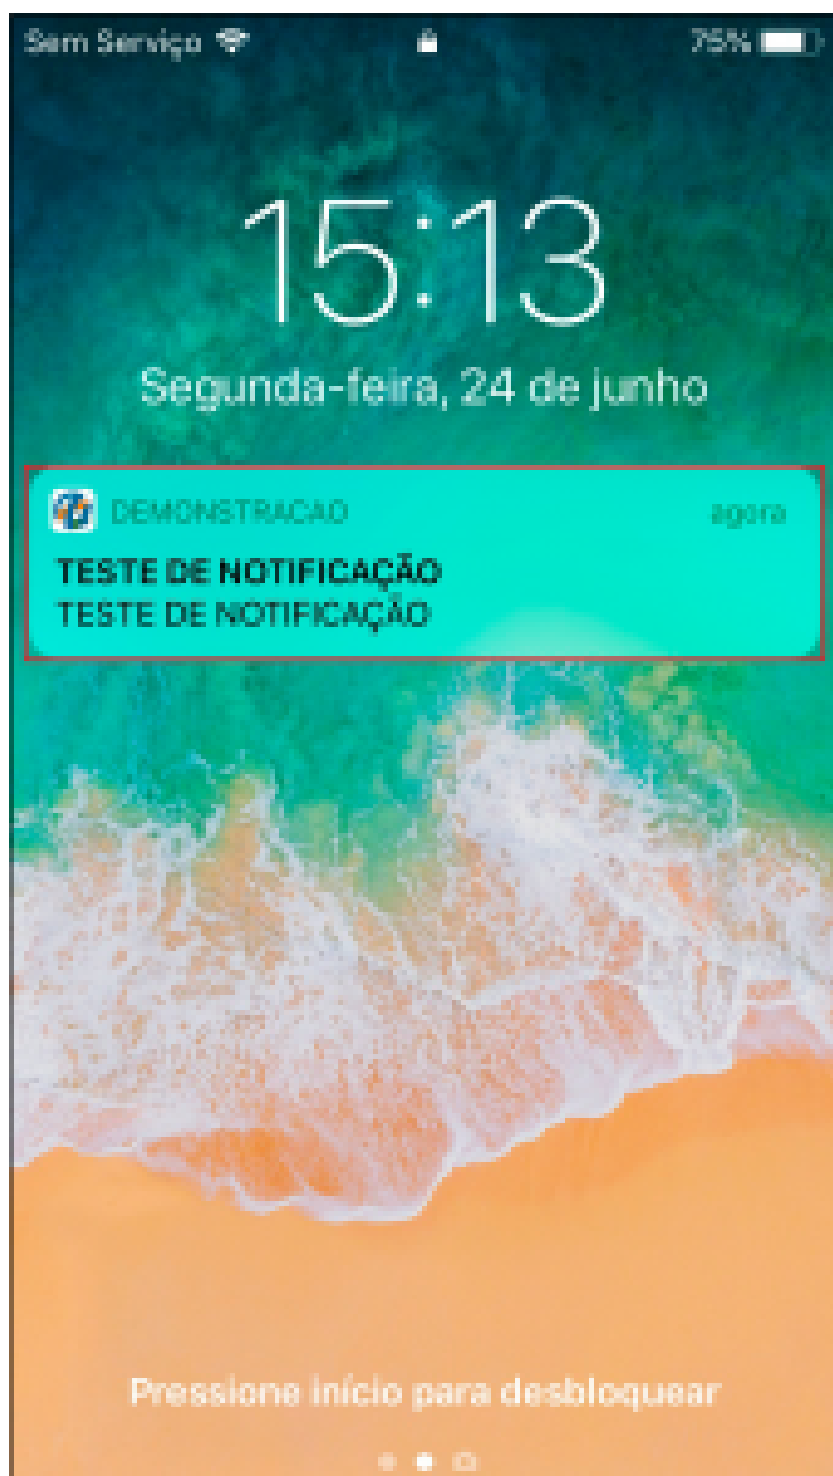 Sem Serviço 75%
15:13
Segunda-feira, 24 de junho
DEMONSTRACAO agora
TESTE DE NOTIFICAÇÃO
TESTE DE NOTIFICAÇÃO
Pressione início para desbloquear